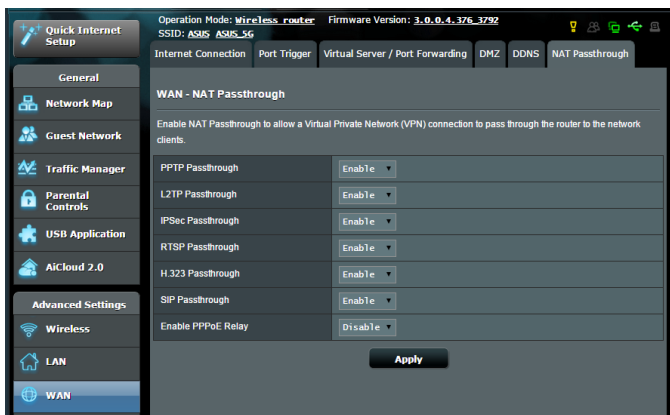 Quick Internet
Setup
Operation Mode: Wireless router Firmware Version: 3.0.0.4.376_3792
SSID: ASUS ASUS_5G
Internet Connection Port Trigger Virtual Server / Port Forwarding DMZ DDNS NAT Passthrough
General
Network Map
Guest Network
Traffic Manager
Parental
Controls
USB Application
AiCloud 2.0
Advanced Settings
Wireless
LAN
WAN
WAN - NAT Passthrough
Enable NAT Passthrough to allow a Virtual Private Network (VPN) connection to pass through the router to the network
clients.
PPTP Passthrough Enable
L2TP Passthrough Enable
IPSec Passthrough Enable
RTSP Passthrough Enable
H.323 Passthrough Enable
SIP Passthrough Enable
Enable PPPoE Relay Disable
Apply